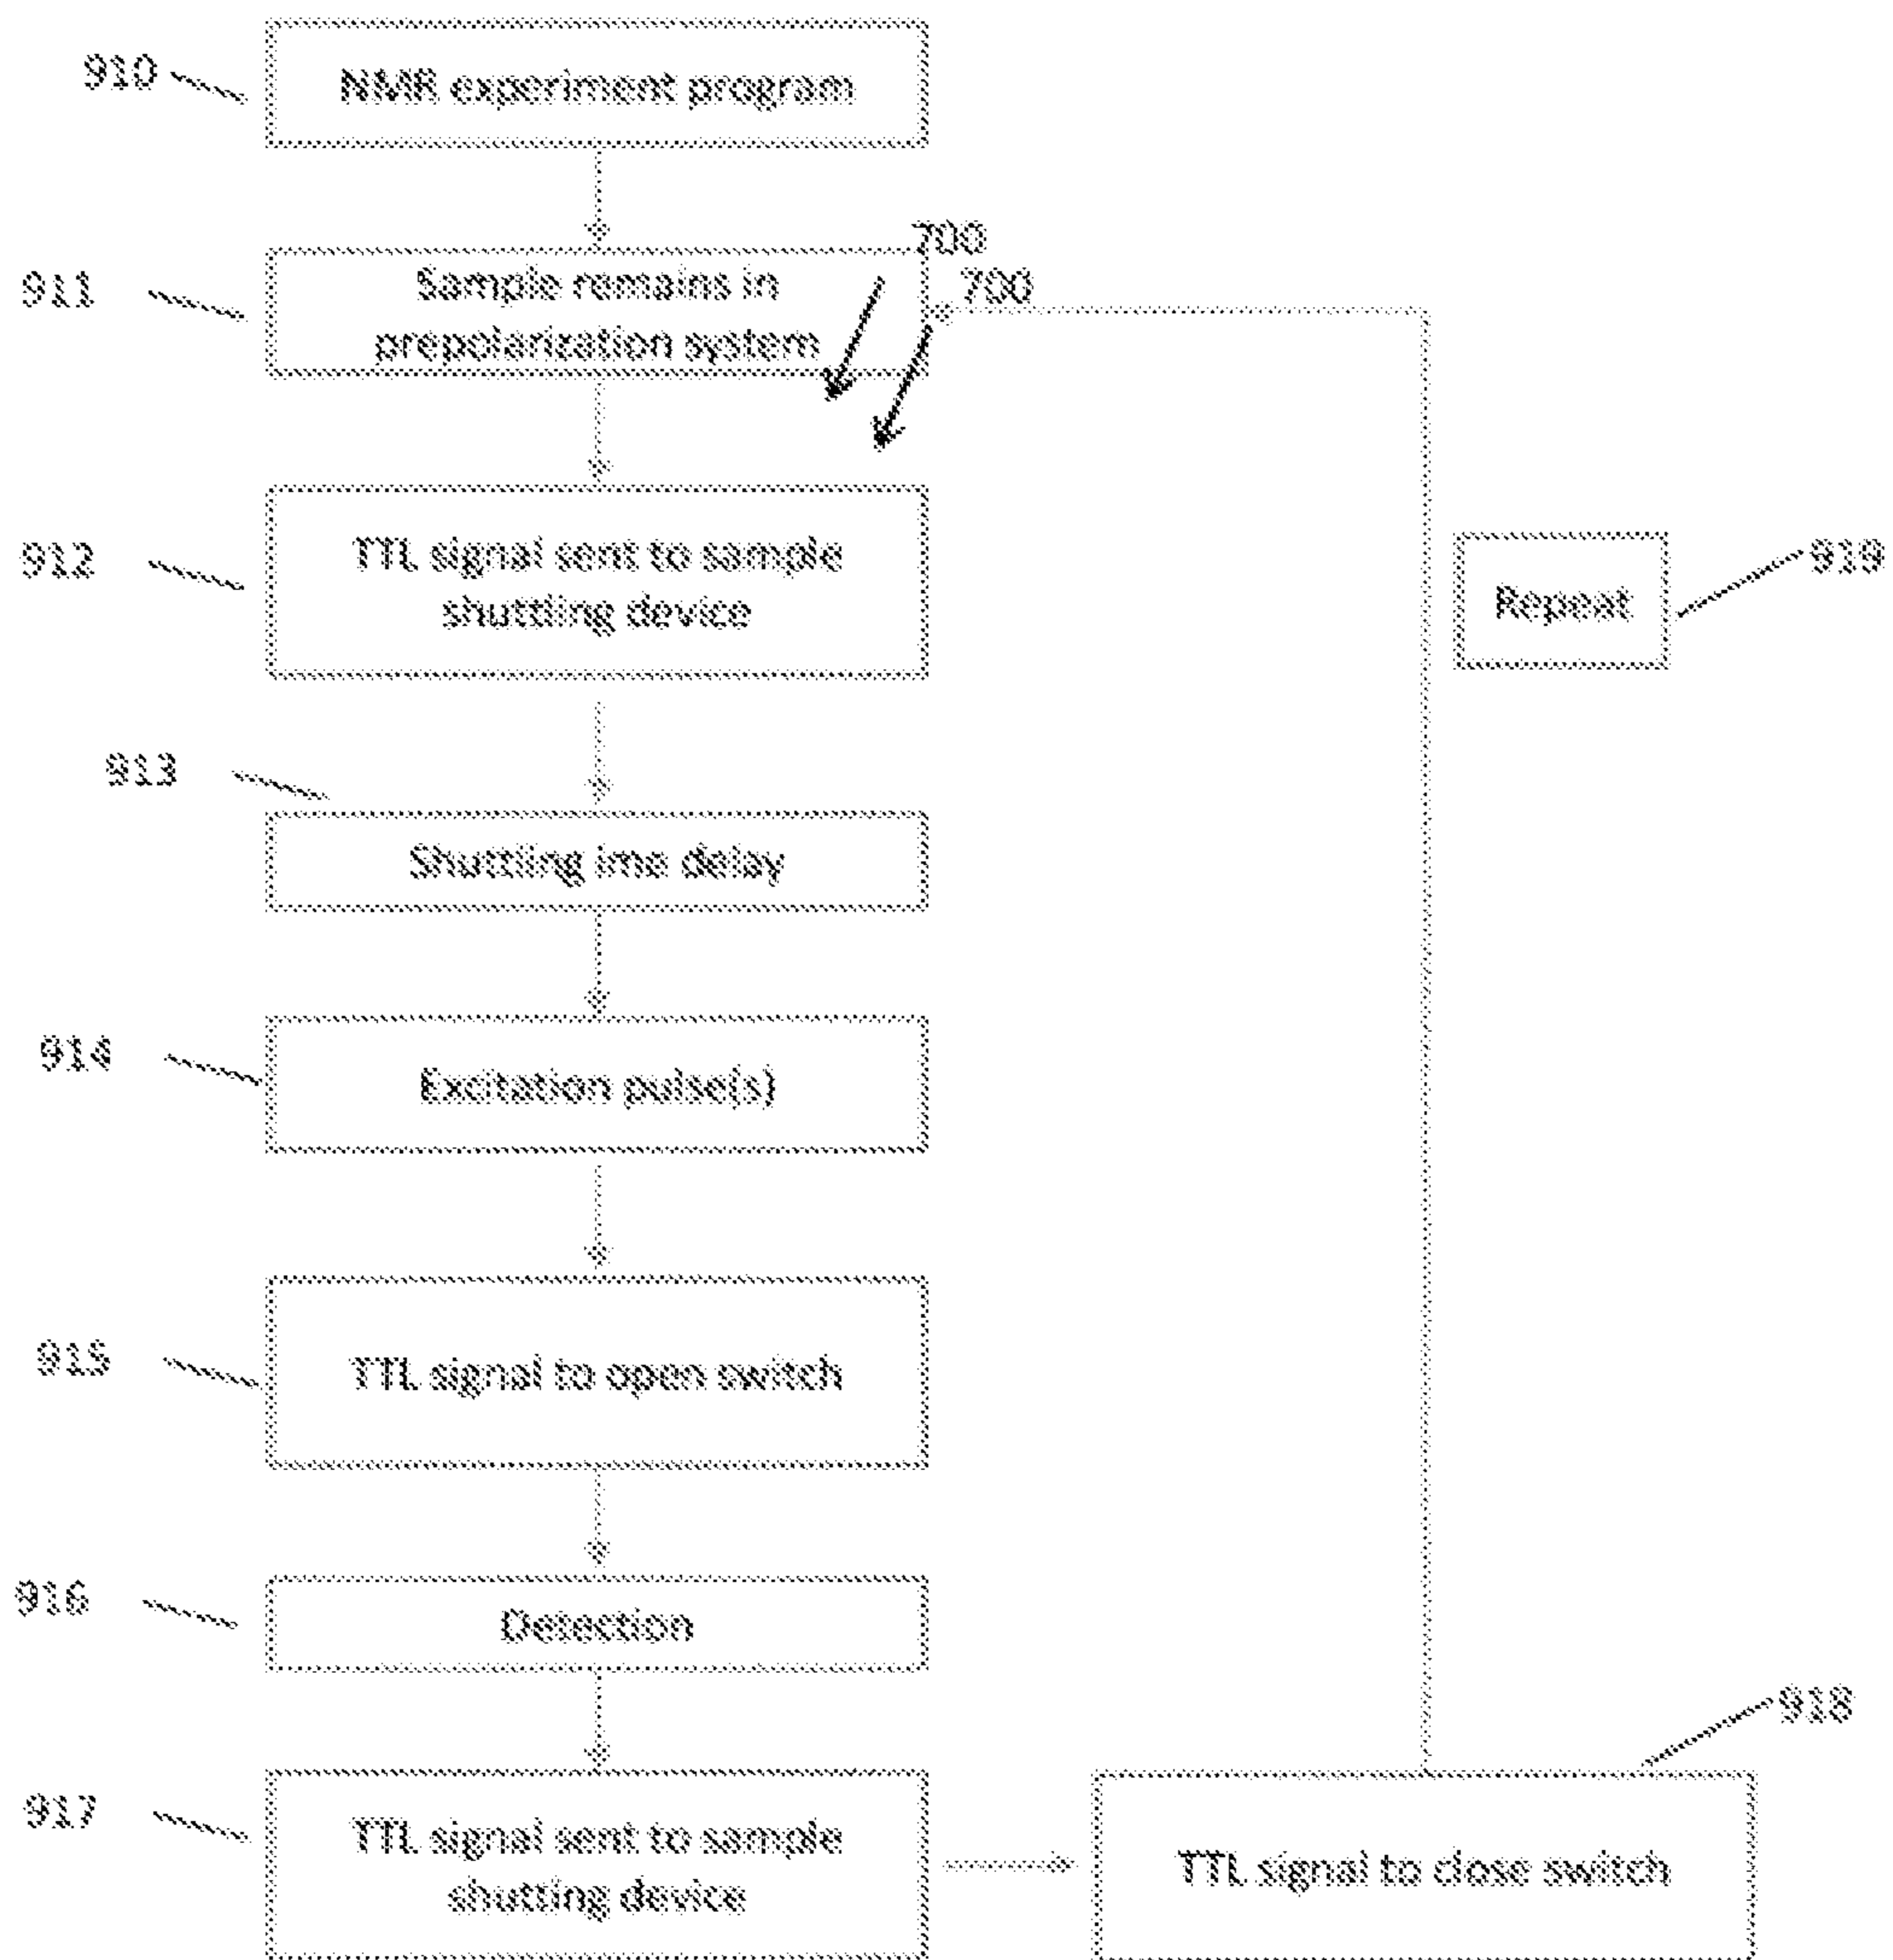 910
NMR experiment program
700
911
Sample remains in
700
prepolarization system
912
TTL signal sent to sample
shuttling device
919
Repeat
913
Shuttling ime delay
914
Excitation pulse(s)
915
TTL signal to open switch
916
Detection
918
917
TTL signal sent to sample
shutting device
TTL signal to close switch